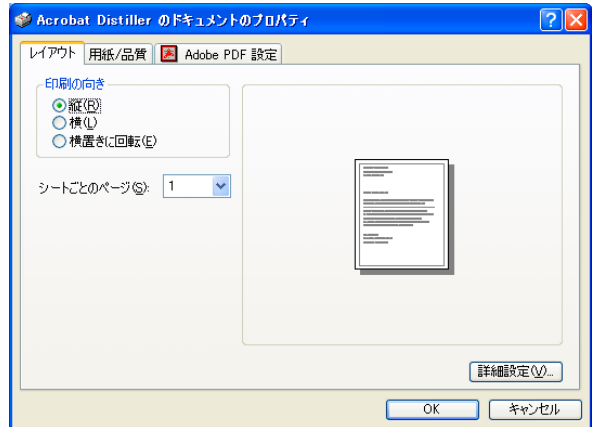 Acrobat Distiller のドキュメントのプロパティ
レイアウト 用紙/品質 Adobe PDF 設定
印刷の向き
縦(R)
横(L)
横置きに回転(E)
シートごとのページ(S): 1
詳細設定(V)...
OK キャンセル